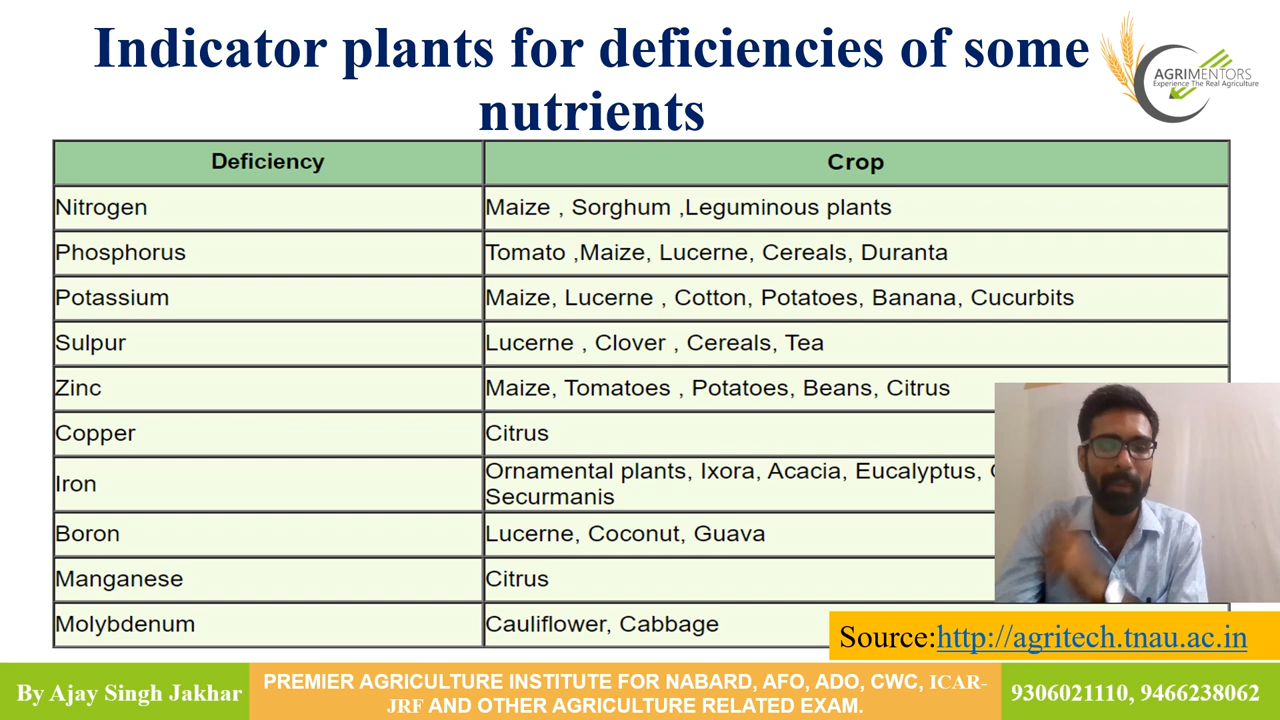 Indicator plants for deficiencies of some
nutrients
AGRIMENTORS
Experience The Real Agriculture
Deficiency Crop
Nitrogen Maize , Sorghum ,Leguminous plants
Phosphorus Tomato ,Maize, Lucerne, Cereals, Duranta
Potassium Maize, Lucerne , Cotton, Potatoes, Banana, Cucurbits
Sulpur Lucerne , Clover , Cereals, Tea
Zinc Maize, Tomatoes , Potatoes, Beans, Citrus
Copper Citrus
Iron Ornamental plants, Ixora, Acacia, Eucalyptus,
Securmanis
Boron Lucerne, Coconut, Guava
Manganese Citrus
Molybdenum Cauliflower, Cabbage
Source:http://agritech.tnau.ac.in
By Ajay Singh Jakhar
PREMIER AGRICULTURE INSTITUTE FOR NABARD, AFO, ADO, CWC, ICAR-
JRF AND OTHER AGRICULTURE RELATED EXAM.
9306021110, 9466238062